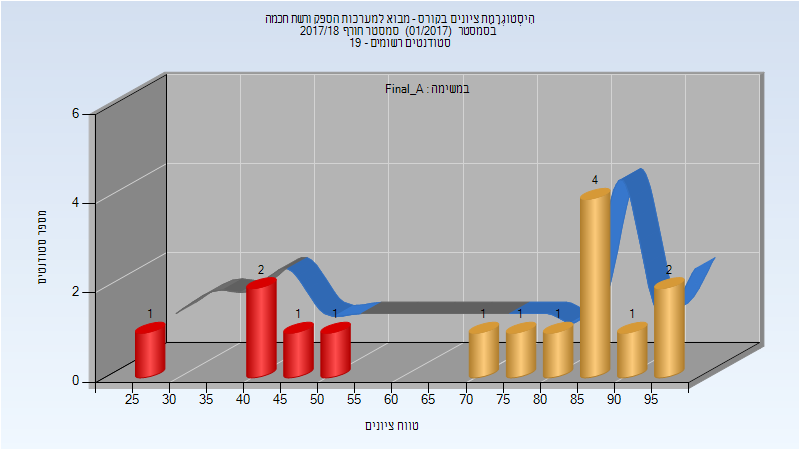 היסטוגרמת ציונים בקורס - מבוא למערכות הספק ורשת חכמה
בסמסטר (01/2017) סמסטר חורף 2017/18
סטודנטים רשומים - 19
במשימה : Final_A
מספר סטודנטים
6
4
2
0
1
2
1
1
1
1
1
4
1
2
25 30 35 40 45 50 55 60 65 70 75 80 85 90 95
טווח ציונים